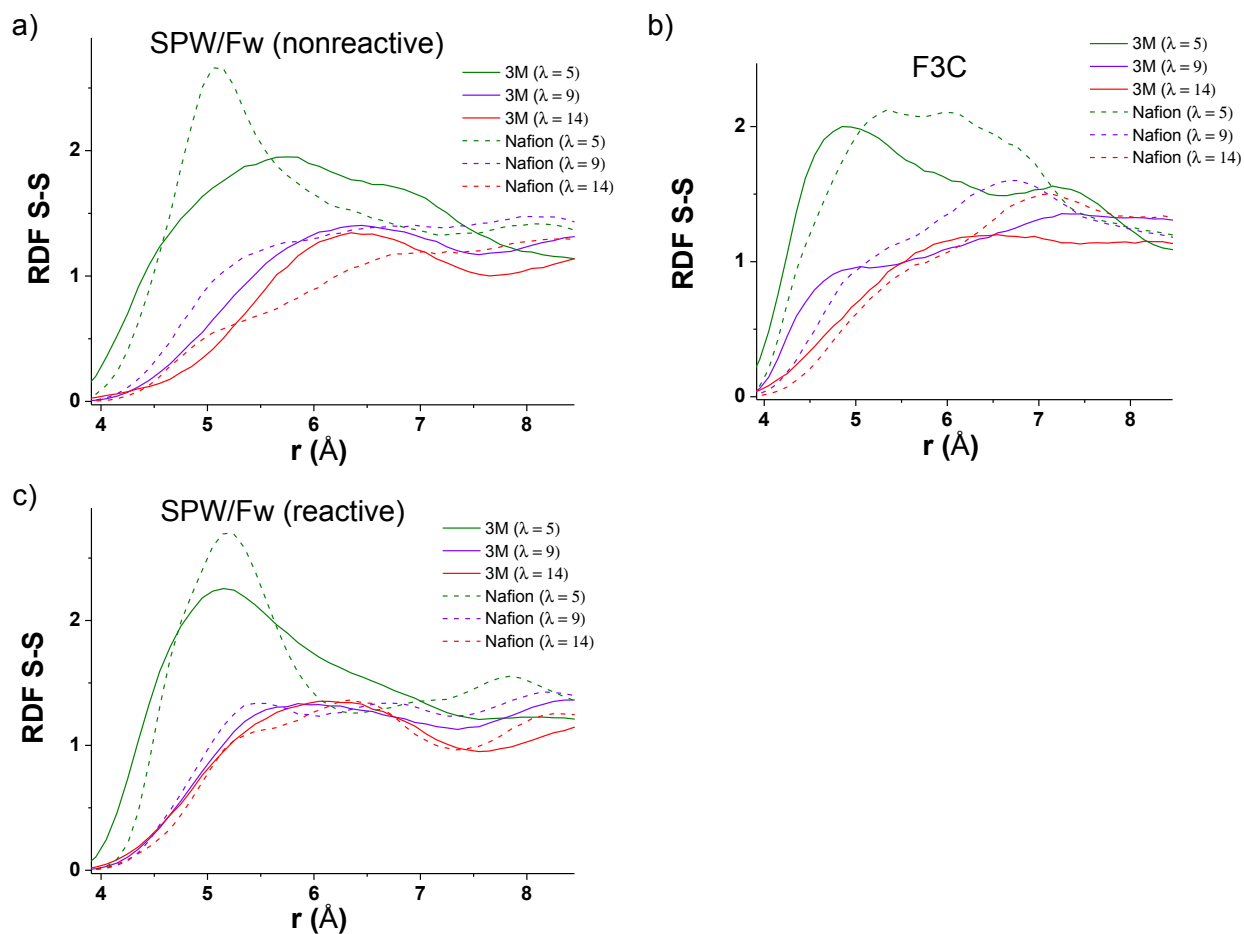 a)
SPW/Fw (nonreactive)
3M (λ = 5)
3M (λ = 9)
3M (λ = 14)
Nafion (λ = 5)
Nafion (λ = 9)
Nafion (λ = 14)
RDF S-S
2
1
0
4 5 6 7 8
r (Å)
b)
F3C
3M (λ = 5)
3M (λ = 9)
3M (λ = 14)
Nafion (λ = 5)
Nafion (λ = 9)
Nafion (λ = 14)
RDF S-S
2
1
0
4 5 6 7 8
r (Å)
c)
SPW/Fw (reactive)
3M (λ = 5)
3M (λ = 9)
3M (λ = 14)
Nafion (λ = 5)
Nafion (λ = 9)
Nafion (λ = 14)
RDF S-S
2
1
0
4 5 6 7 8
r (Å)